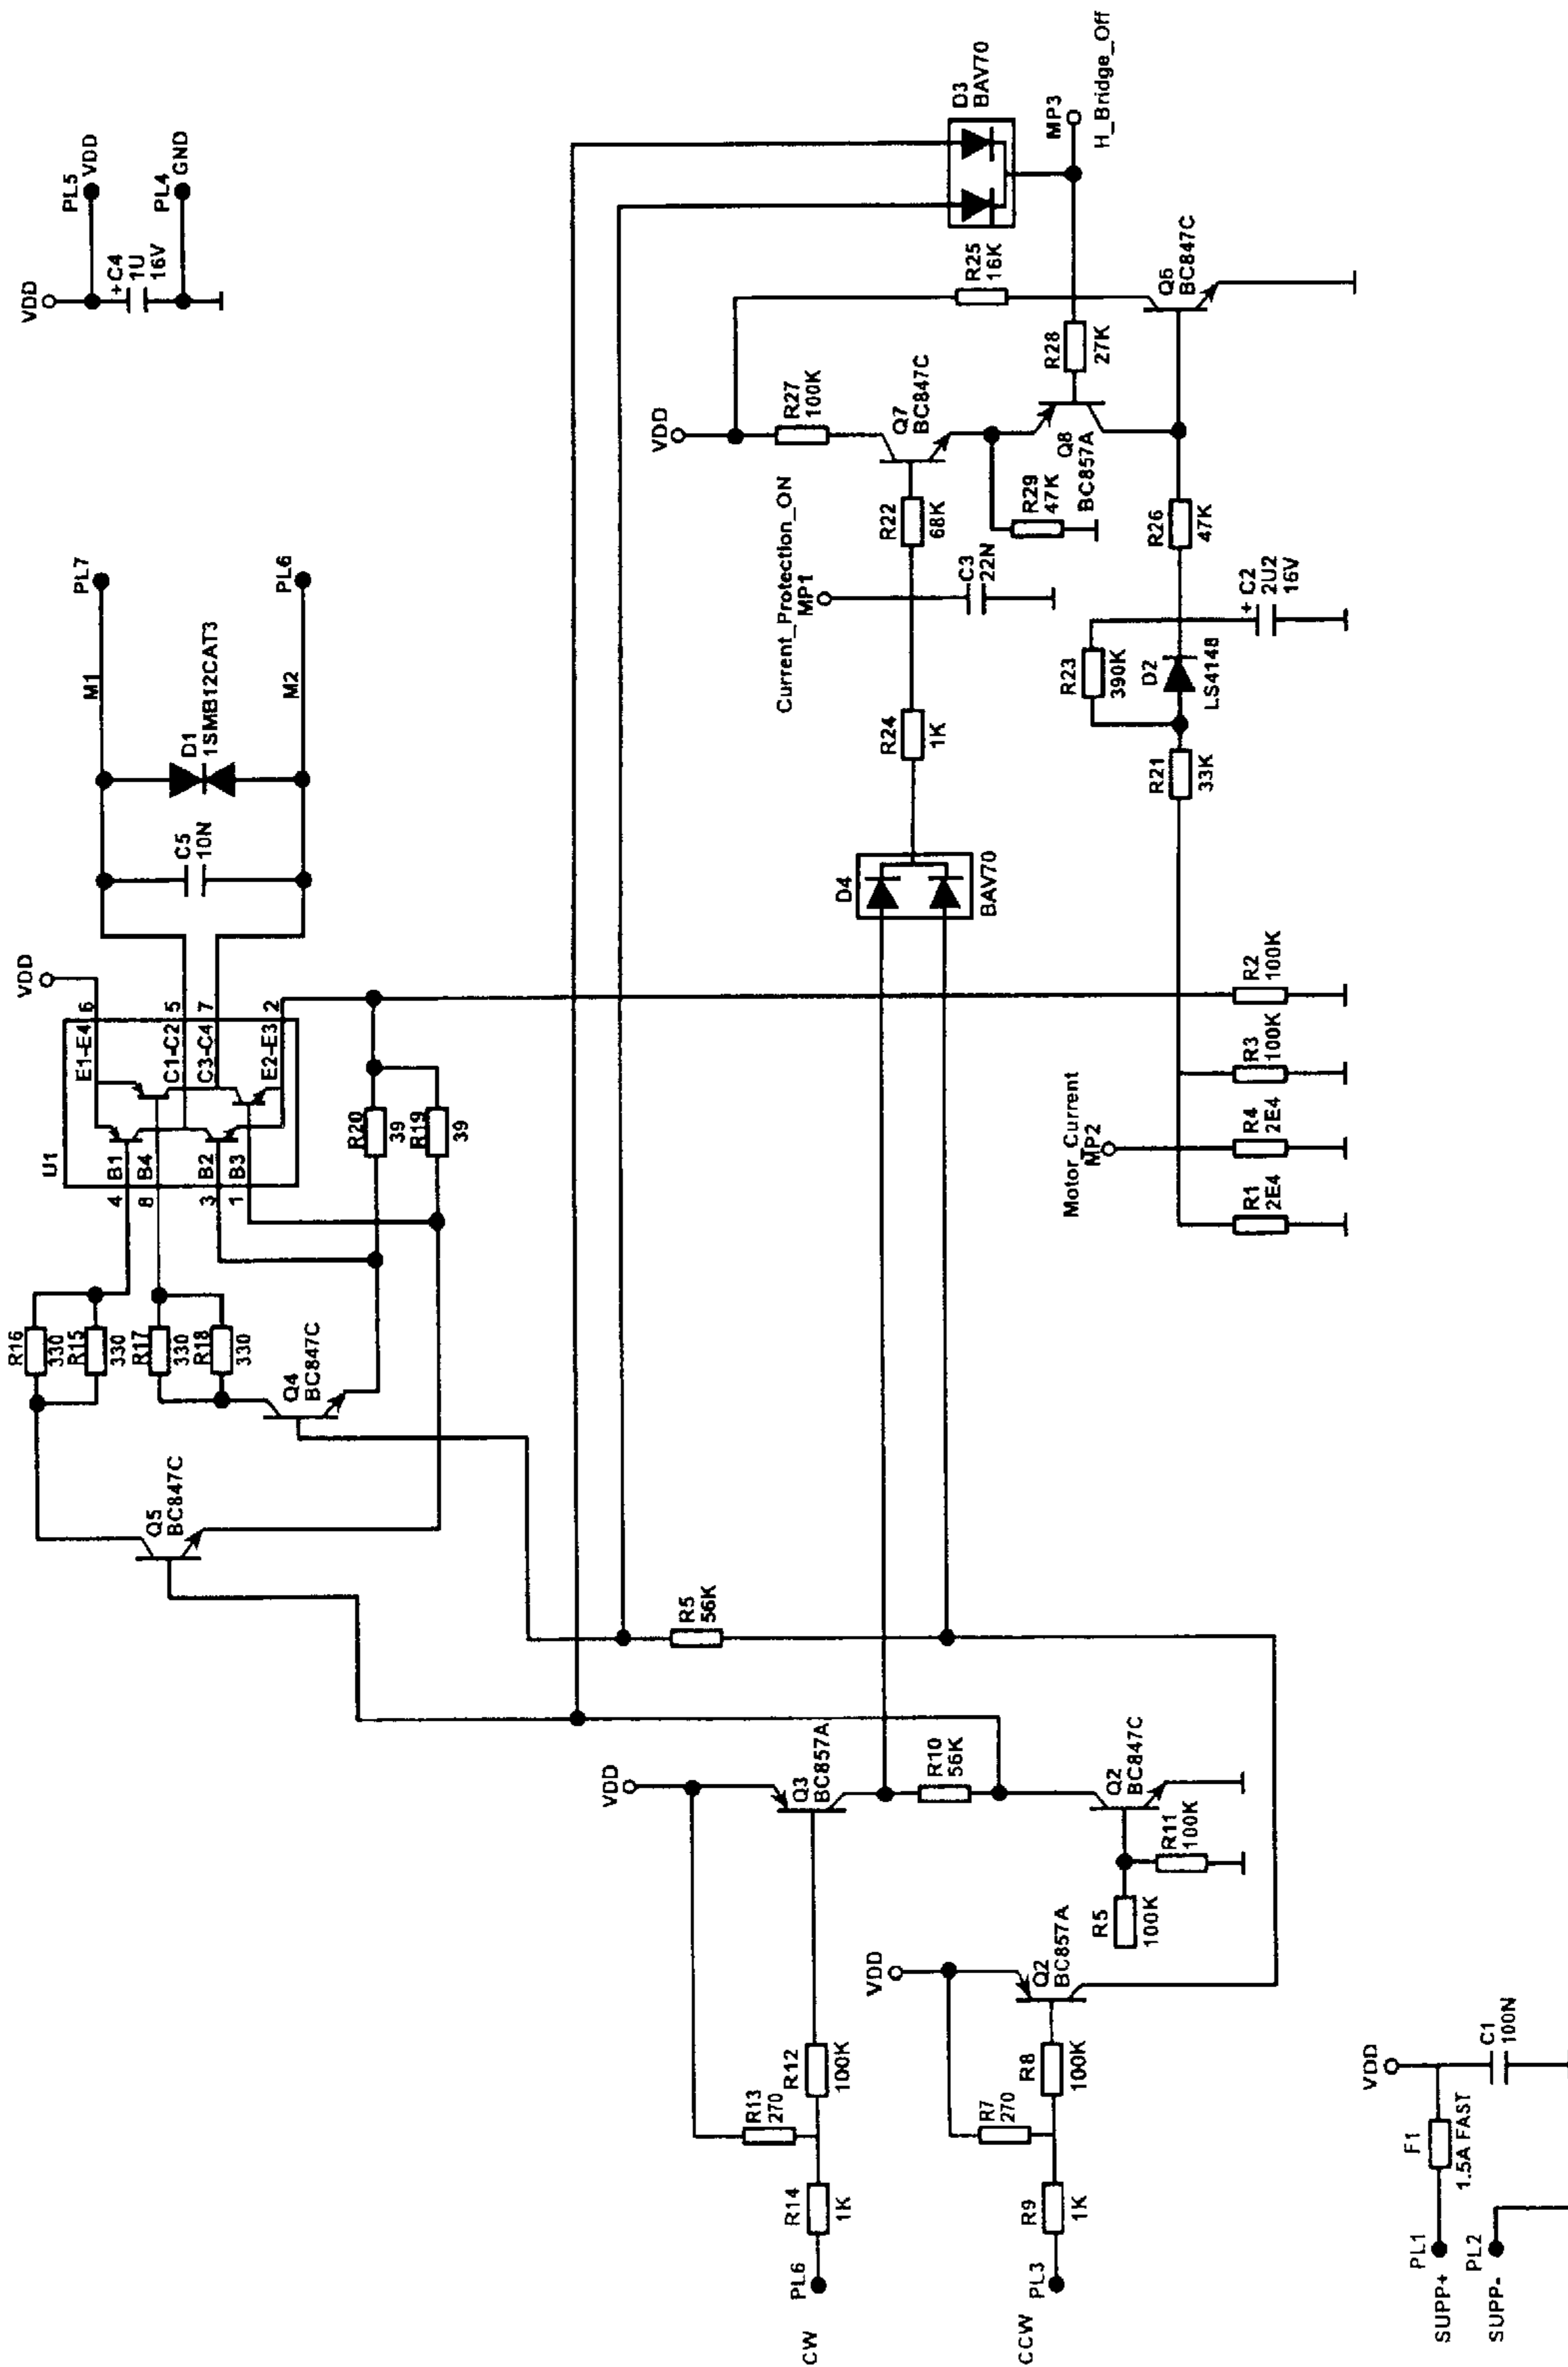 VDD
PL5
VDD
+
C4
1U
16V
PL4
GND
PL7
M1
D1
1SMB12CAT3
M2
PL6
C5
10N
VDD
U1
E1-E4
6
C1-C2
5
C3-C4
7
E2-E3
2
4
B1
8
B4
3
B2
1
B3
R20
39
R19
39
R16
330
R15
330
R17
330
R18
330
Q4
BC847C
Q5
BC847C
D3
BAV70
MP3
H_Bridge_Off
R25
16K
Q6
BC847C
VDD
R27
100K
Q7
BC847C
R28
27K
Q8
BC857A
R29
47K
R22
68K
Current_Protection_ON
MP1
C3
22N
R26
47K
R24
1K
R23
390K
D2
LS4148
+
C2
2U2
16V
R21
33K
D4
BAV70
R2
100K
R3
100K
R4
2E4
R1
2E4
Motor_Current
MP2
R5
56K
VDD
Q3
BC857A
R10
56K
Q2
BC847C
R11
100K
R5
100K
VDD
Q2
BC857A
R12
100K
R13
270
R14
1K
PL6
CW
R8
100K
R7
270
R9
1K
PL3
CCW
VDD
C1
100N
F1
1.5A FAST
PL1
SUPP+
PL2
SUPP-